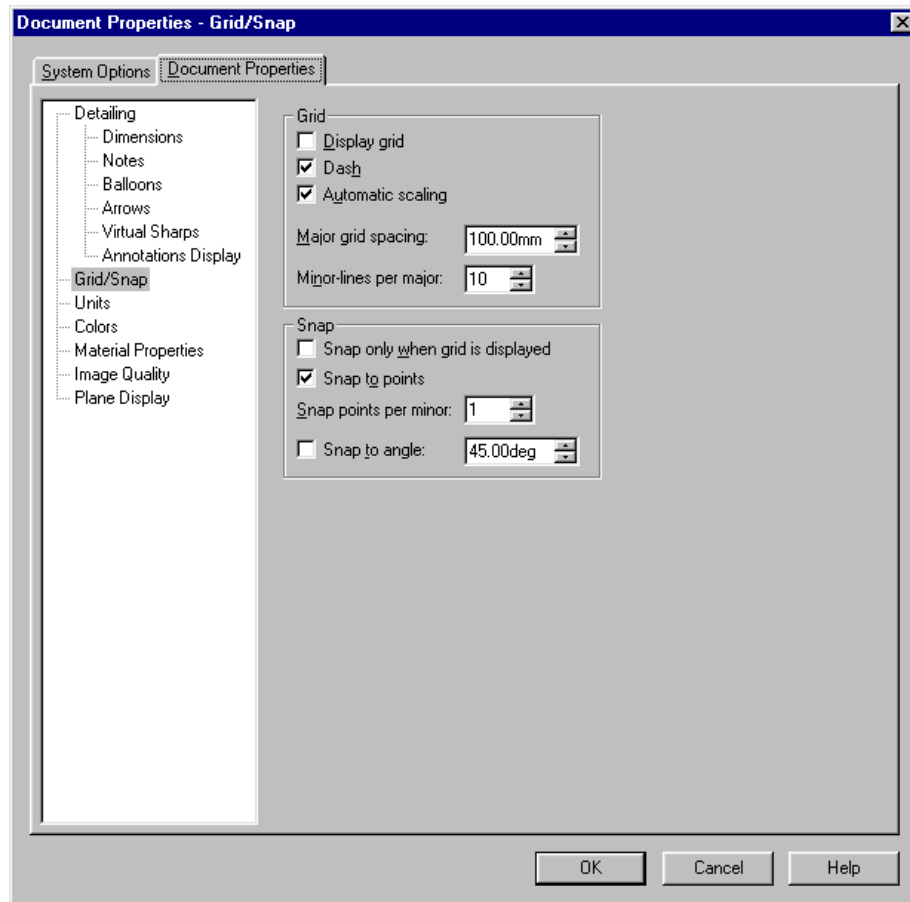 Document Properties - Grid/Snap
System Options
Document Properties
Detailing
Dimensions
Notes
Balloons
Arrows
Virtual Sharps
Annotations Display
Grid/Snap
Units
Colors
Material Properties
Image Quality
Plane Display
Grid
Display grid
Dash
Automatic scaling
Major grid spacing: 100.00mm
Minor-lines per major: 10
Snap
Snap only when grid is displayed
Snap to points
Snap points per minor: 1
Snap to angle: 45.00deg
OK
Cancel
Help